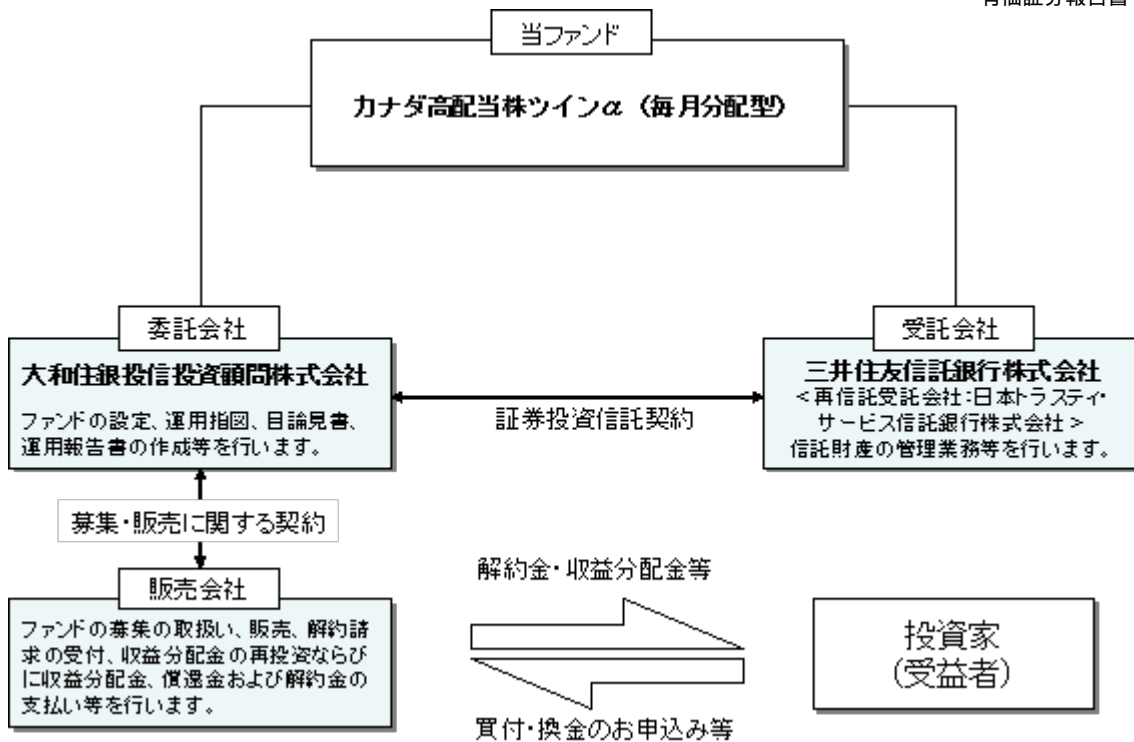 有価証券報告書
当ファンド
カナダ高配当株ツインα（毎月分配型）
委託会社
大和住銀投信投資顧問株式会社
ファンドの設定、運用指図、目論見書、
運用報告書の作成等を行います。
受託会社
三井住友信託銀行株式会社
＜再信託受託会社：日本トラスティ・
サービス信託銀行株式会社＞
信託財産の管理業務等を行います。
証券投資信託契約
募集・販売に関する契約
販売会社
ファンドの募集の取扱い、販売、解約請
求の受付、収益分配金の再投資ならび
に収益分配金、償還金および解約金の
支払い等を行います。
解約金・収益分配金等
買付・換金のお申込み等
投資家
（受益者）